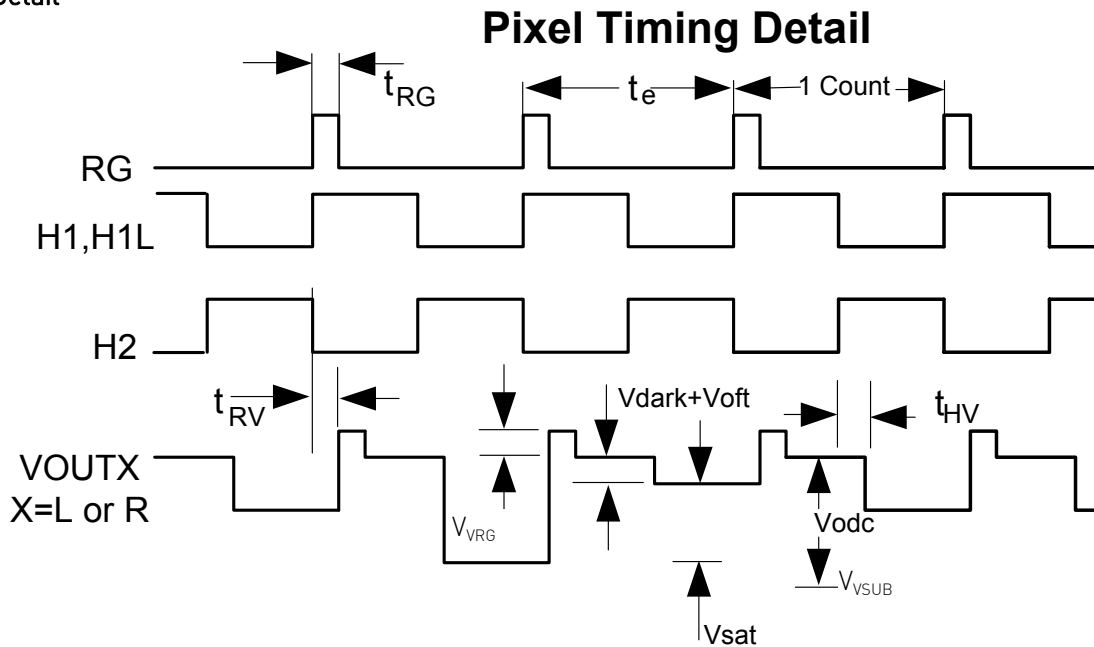 Pixel Timing Detail
tRG
te
1 Count
RG
H1,H1L
H2
tRV
Vdark+Voft
tHV
VOUTX
X=L or R
VVRG
Vodc
VVSUB
Vsat